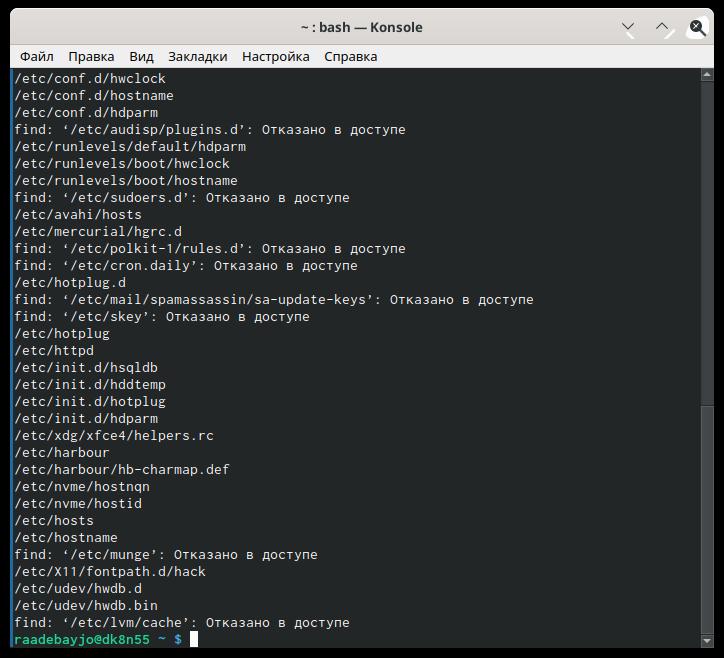 ~ : bash — Konsole
Файл Правка Вид Закладки Настройка Справка
/etc/conf.d/hwclock
/etc/conf.d/hostname
/etc/conf.d/hdparm
find: ‘/etc/audisp/plugins.d’: Отказано в доступе
/etc/runlevels/default/hdparm
/etc/runlevels/boot/hwclock
/etc/runlevels/boot/hostname
find: ‘/etc/sudoers.d’: Отказано в доступе
/etc/avahi/hosts
/etc/mercurial/hgrc.d
find: ‘/etc/polkit-1/rules.d’: Отказано в доступе
find: ‘/etc/cron.daily’: Отказано в доступе
/etc/hotplug.d
find: ‘/etc/mail/spamassassin/sa-update-keys’: Отказано в доступе
find: ‘/etc/skey’: Отказано в доступе
/etc/hotplug
/etc/httpd
/etc/init.d/hsqldb
/etc/init.d/hddtemp
/etc/init.d/hotplug
/etc/init.d/hdparm
/etc/xdg/xfce4/helpers.rc
/etc/harbour
/etc/harbour/hb-charmap.def
/etc/nvme/hostnqn
/etc/nvme/hostid
/etc/hosts
/etc/hostname
find: ‘/etc/munge’: Отказано в доступе
/etc/X11/fontpath.d/hack
/etc/udev/hwdb.d
/etc/udev/hwdb.bin
find: ‘/etc/lvm/cache’: Отказано в доступе
raadebayjo@dk8n55 ~ $